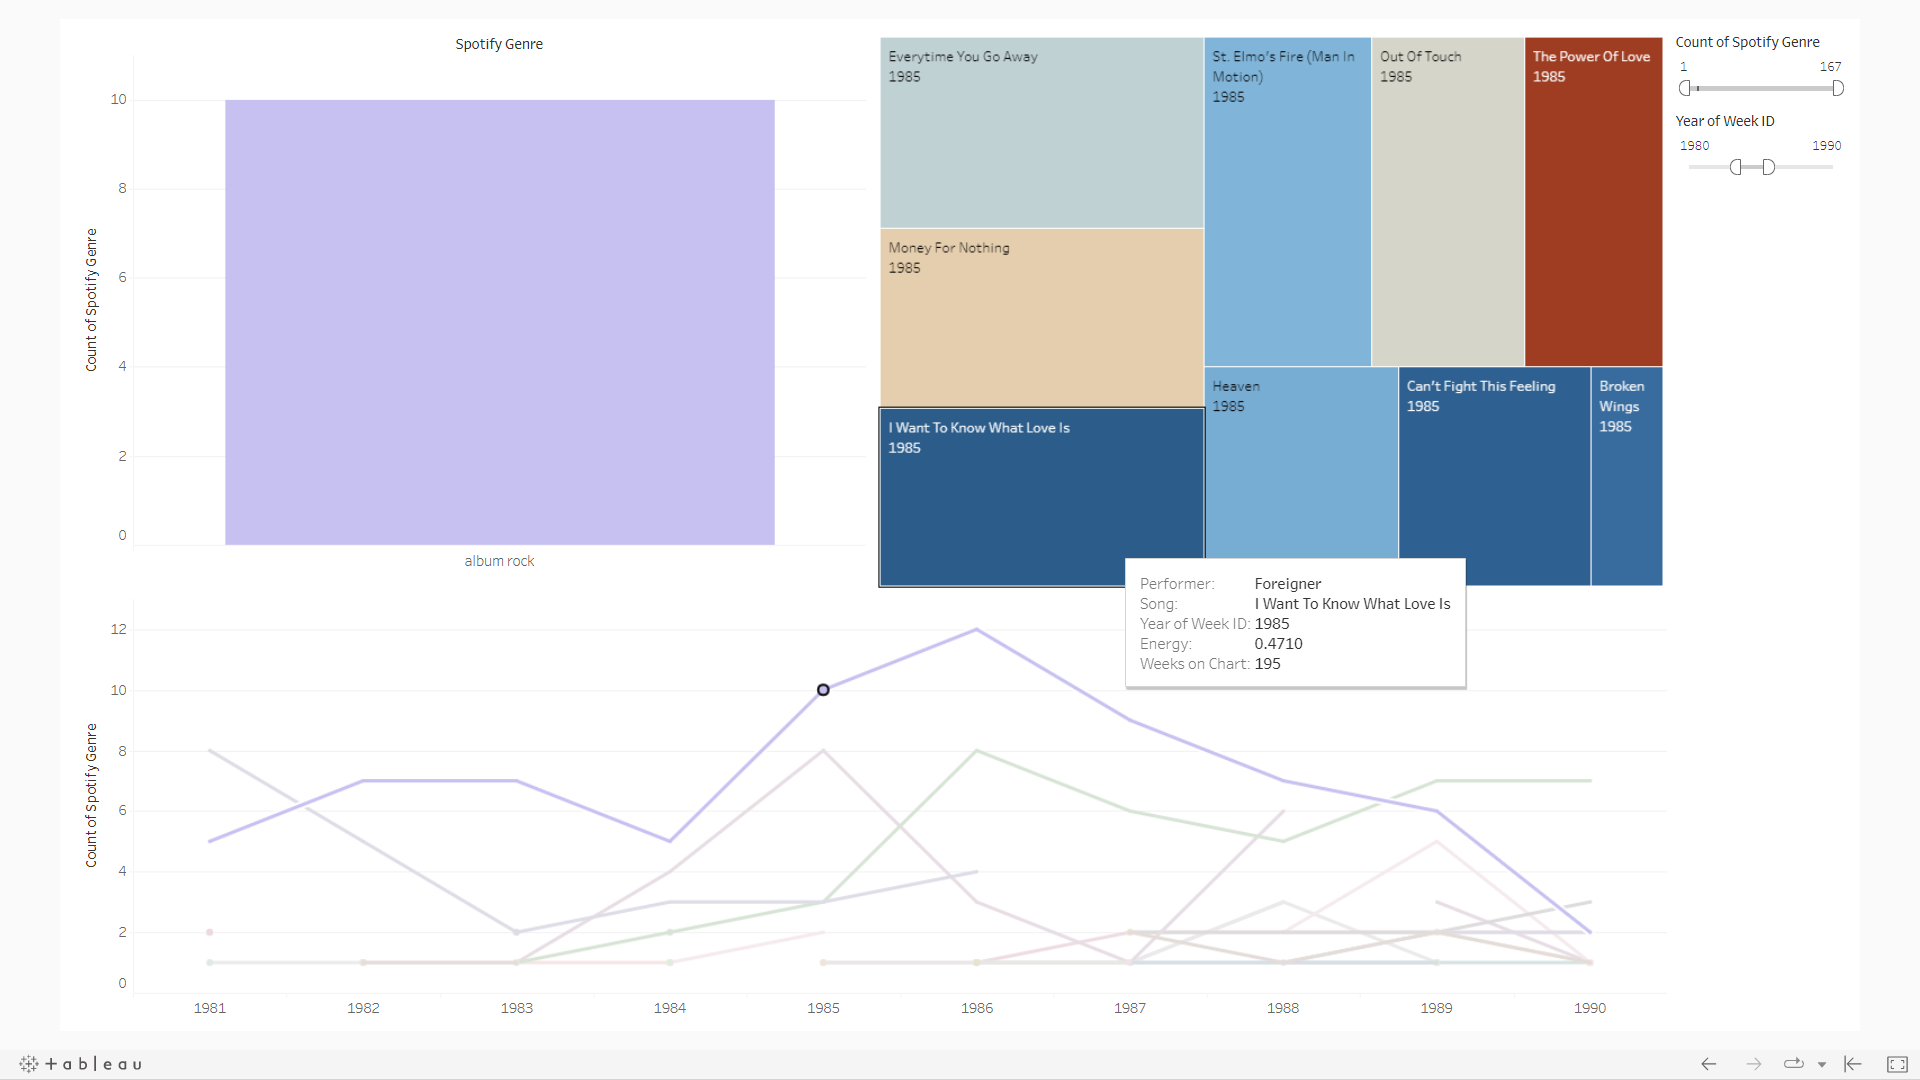 Spotify Genre
Count of Spotify Genre
10
8
6
4
2
0
album rock
Everytime You Go Away
1985
Money For Nothing
1985
I Want To Know What Love Is
1985
St. Elmo's Fire (Man In
Motion)
1985
Out Of Touch
1985
The Power Of Love
1985
Heaven
1985
Can't Fight This Feeling
1985
Broken
Wings
1985
Count of Spotify Genre
1 167
Year of Week ID
1980 1990
Performer: Foreigner
Song: I Want To Know What Love Is
Year of Week ID: 1985
Energy: 0.4710
Weeks on Chart: 195
Count of Spotify Genre
12
10
8
6
4
2
0
1981 1982 1983 1984 1985 1986 1987 1988 1989 1990
+ableau